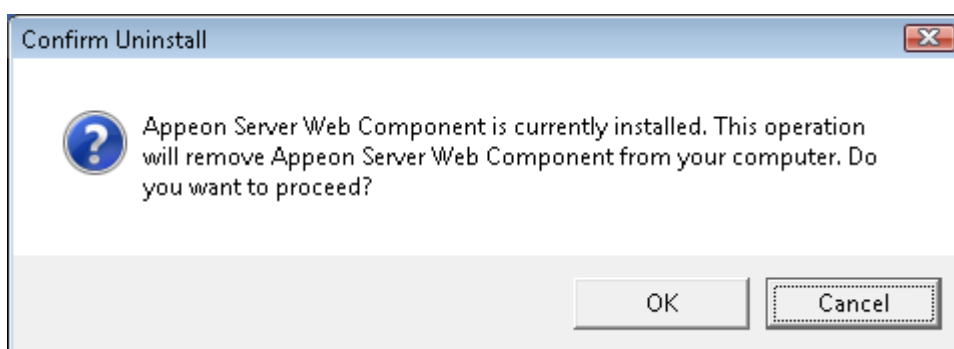 Confirm Uninstall
Appeon Server Web Component is currently installed. This operation
will remove Appeon Server Web Component from your computer. Do
you want to proceed?
OK
Cancel